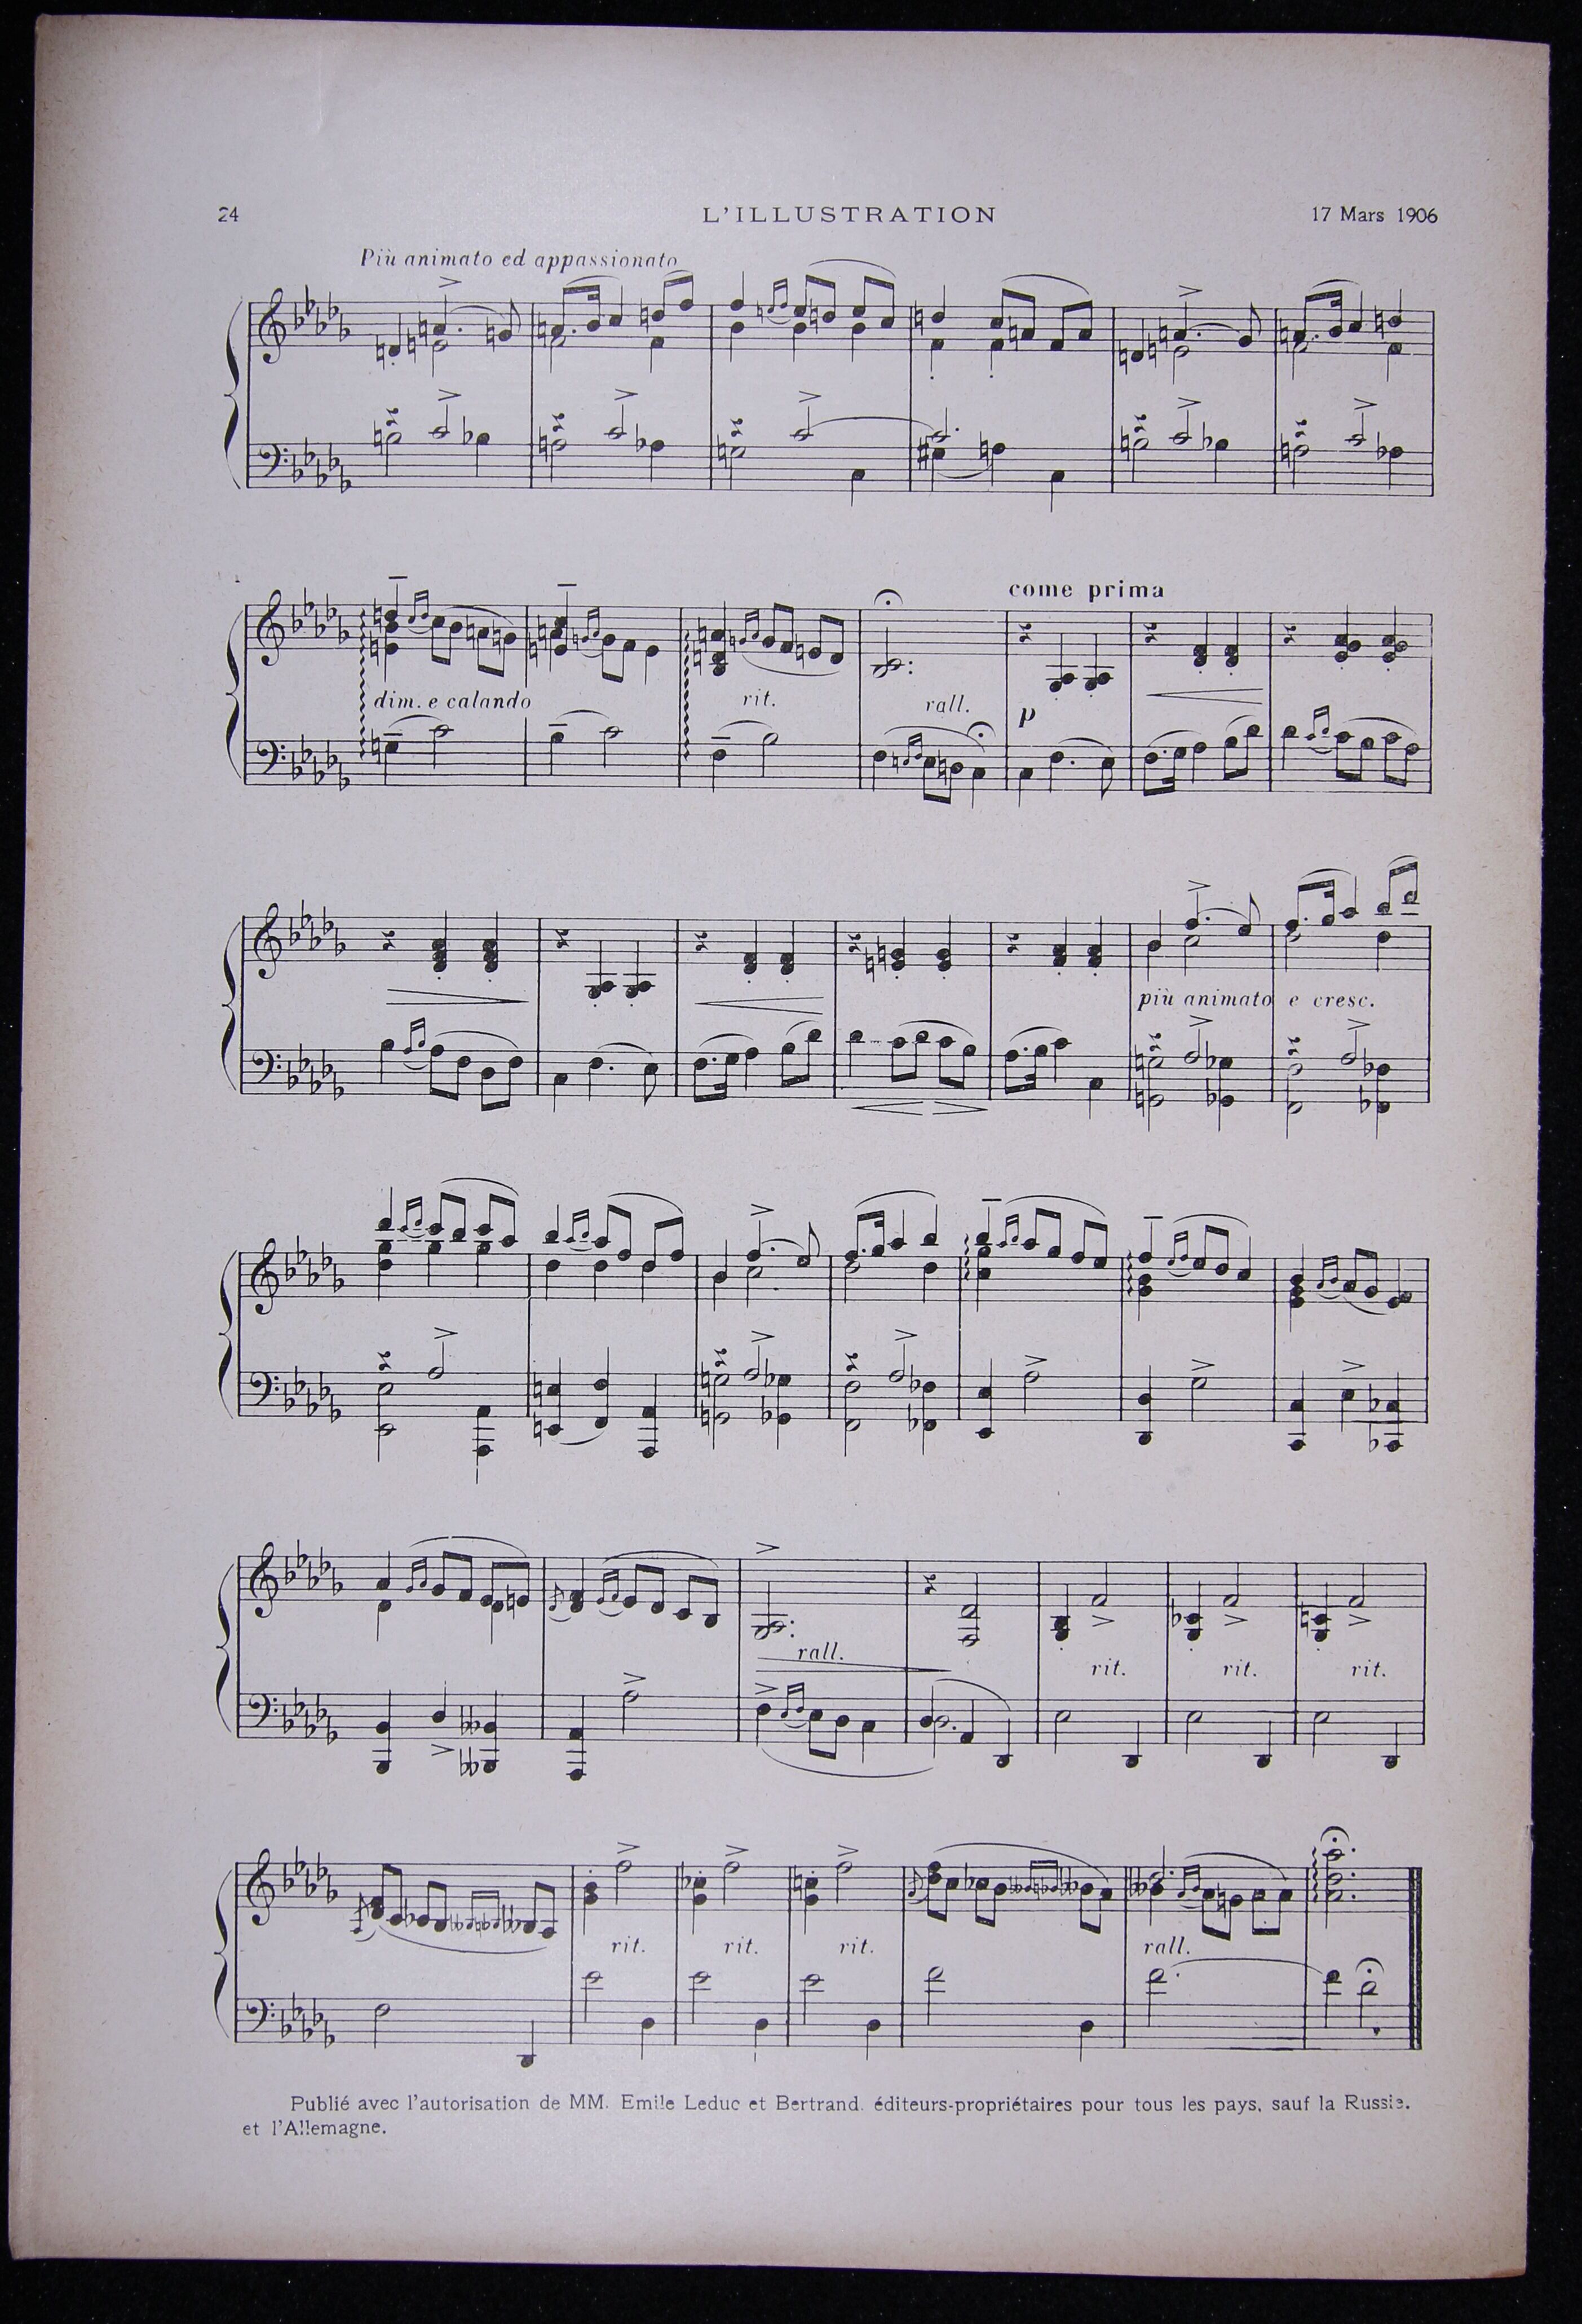 24 L'ILLUSTRATION 17 Mars 1906
Più animato ed appassionato
come prima
dim. e calando rit. rall. p
più animato e cresc.
rall. rit. rit. rit.
rit. rit. rit. rall.
Publié avec l'autorisation de MM. Emile Leduc et Bertrand. éditeurs-propriétaires pour tous les pays, sauf la Russie.
et l'Allemagne.